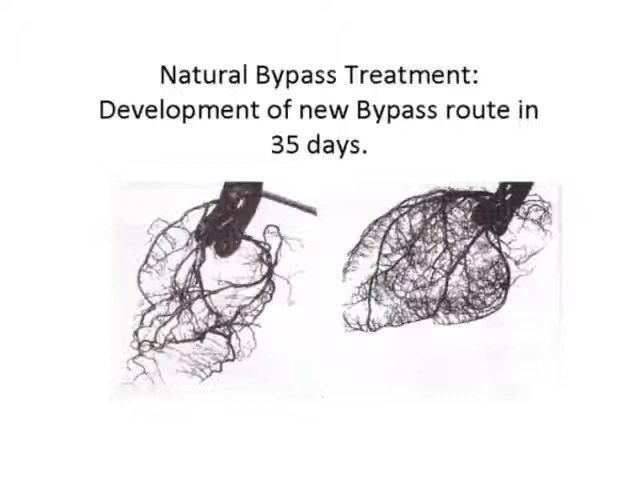 Natural Bypass Treatment:
Development of new Bypass route in
35 days.